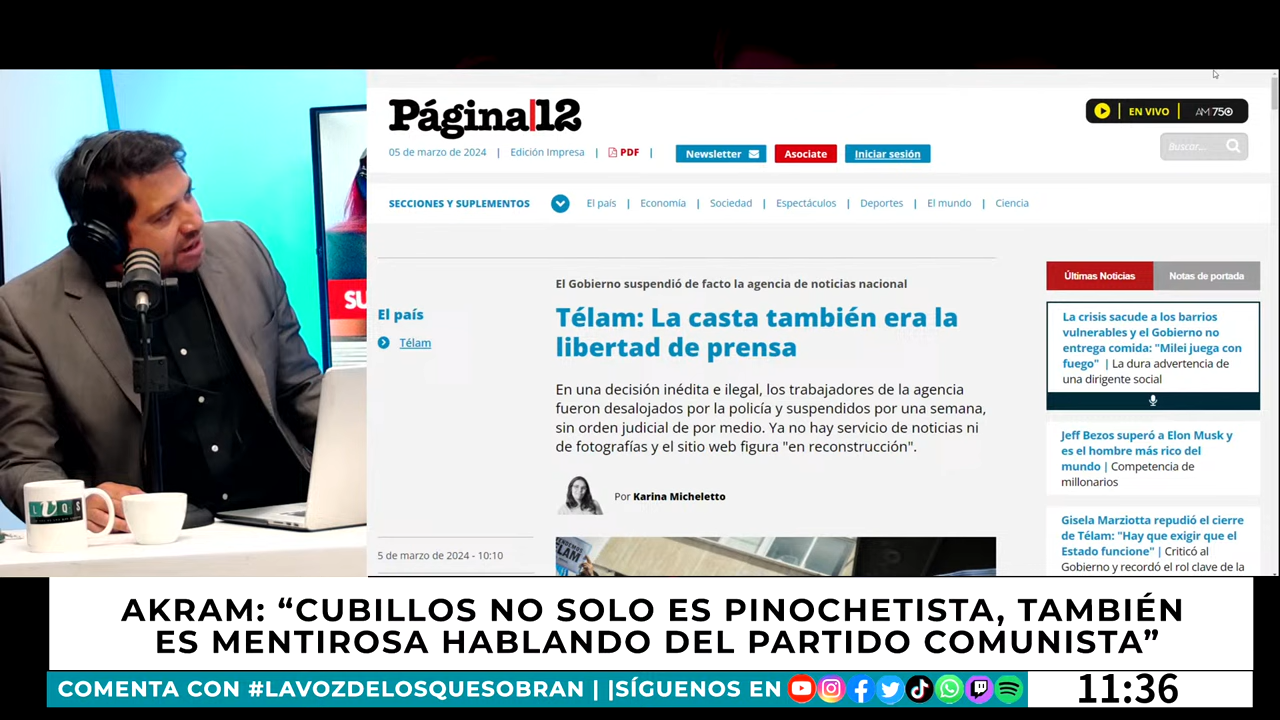 Página|12
EN VIVO
AM 750
05 de marzo de 2024 | Edición Impresa | PDF |
Newsletter
Asociate
Iniciar sesión
Buscar...
SECCIONES Y SUPLEMENTOS
El país | Economía | Sociedad | Espectáculos | Deportes | El mundo | Ciencia
El país
Télam
5 de marzo de 2024 - 10:10
El Gobierno suspendió de facto la agencia de noticias nacional
Télam: La casta también era la
libertad de prensa
En una decisión inédita e ilegal, los trabajadores de la agencia
fueron desalojados por la policía y suspendidos por una semana,
sin orden judicial de por medio. Ya no hay servicio de noticias ni
de fotografías y el sitio web figura "en reconstrucción".
Por Karina Micheletto
Últimas Noticias
Notas de portada
La crisis sacude a los barrios
vulnerables y el Gobierno no
entrega comida: "Milei juega con
fuego" | La dura advertencia de
una dirigente social
Jeff Bezos superó a Elon Musk y
es el hombre más rico del
mundo | Competencia de
millonarios
Gisela Marziotta repudió el cierre
de Télam: "Hay que exigir que el
Estado funcione" | Criticó al
Gobierno y recordó el rol clave de la
SU
LVQS
AKRAM: “CUBILLOS NO SOLO ES PINOCHETISTA, TAMBIÉN
ES MENTIROSA HABLANDO DEL PARTIDO COMUNISTA”
COMENTA CON #LAVOZDELOSQUESOBRAN | |SÍGUENOS EN
11:36